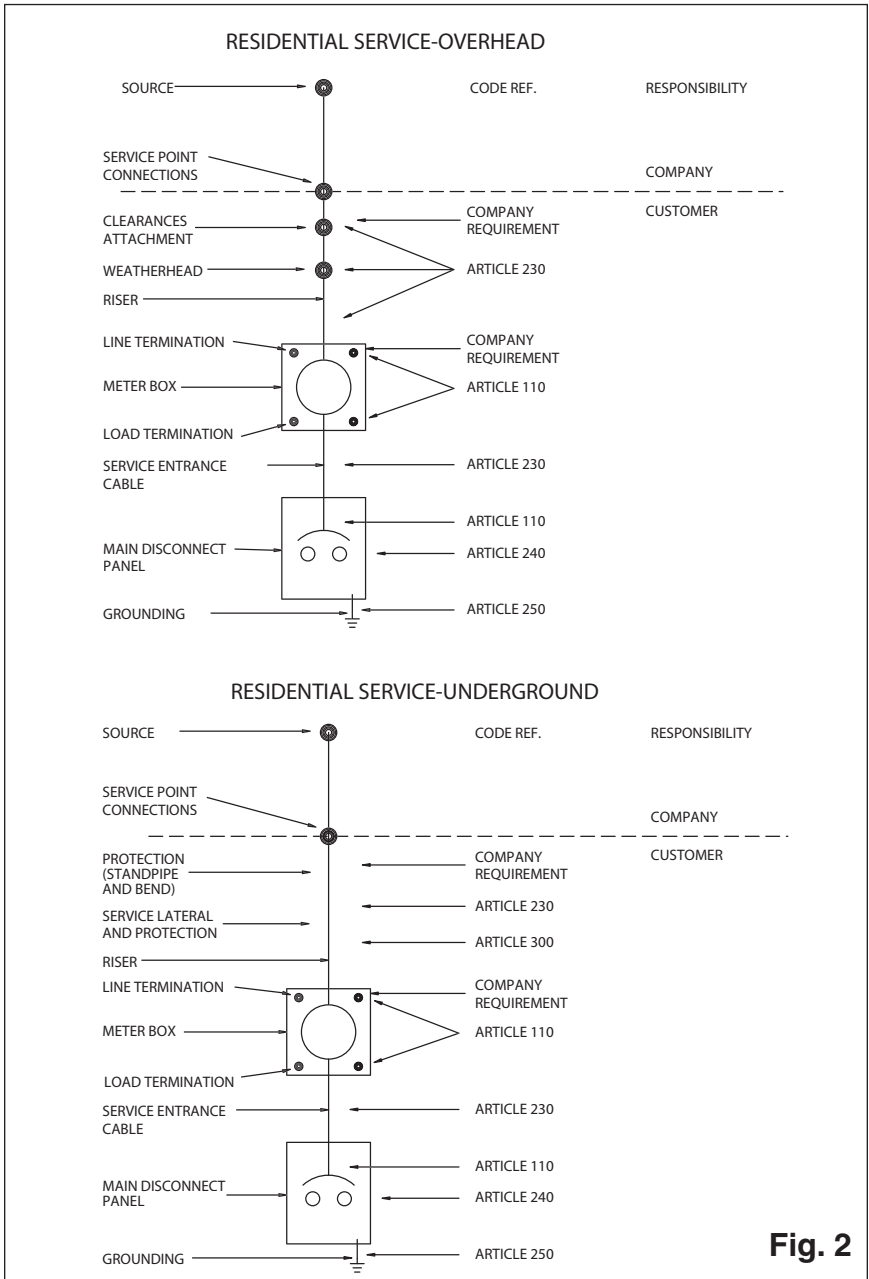 RESIDENTIAL SERVICE-OVERHEAD
SOURCE
CODE REF.
RESPONSIBILITY
SERVICE POINT
CONNECTIONS
COMPANY
CUSTOMER
CLEARANCES
ATTACHMENT
COMPANY
REQUIREMENT
WEATHERHEAD
ARTICLE 230
RISER
LINE TERMINATION
COMPANY
REQUIREMENT
METER BOX
ARTICLE 110
LOAD TERMINATION
SERVICE ENTRANCE
CABLE
ARTICLE 230
ARTICLE 110
MAIN DISCONNECT
PANEL
ARTICLE 240
GROUNDING
ARTICLE 250
RESIDENTIAL SERVICE-UNDERGROUND
SOURCE
CODE REF.
RESPONSIBILITY
SERVICE POINT
CONNECTIONS
COMPANY
CUSTOMER
PROTECTION
(STANDPIPE
AND BEND)
COMPANY
REQUIREMENT
ARTICLE 230
SERVICE LATERAL
AND PROTECTION
ARTICLE 300
RISER
LINE TERMINATION
COMPANY
REQUIREMENT
METER BOX
ARTICLE 110
LOAD TERMINATION
SERVICE ENTRANCE
CABLE
ARTICLE 230
ARTICLE 110
MAIN DISCONNECT
PANEL
ARTICLE 240
GROUNDING
ARTICLE 250
Fig. 2